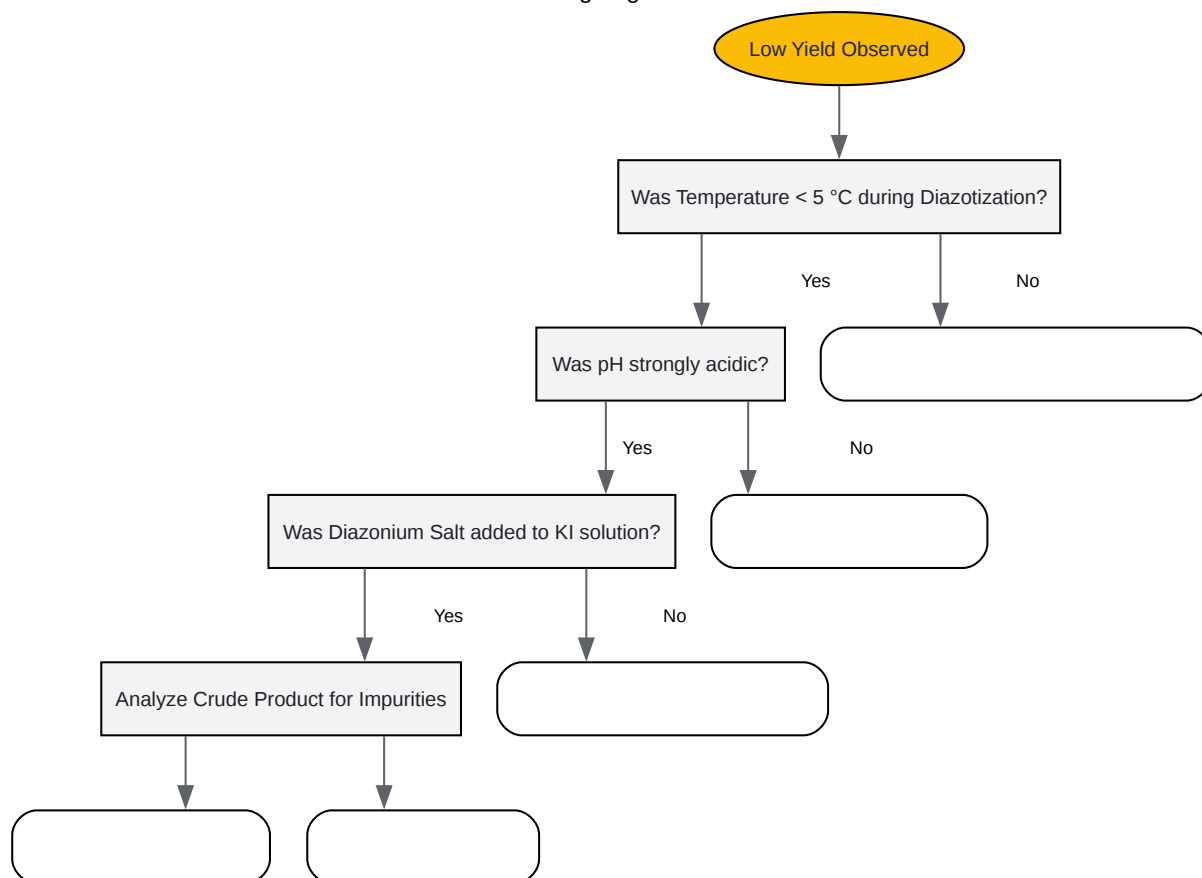 Low Yield Observed
Was Temperature < 5 °C during Diazotization?
Yes
No
Was pH strongly acidic?
Yes
No
Was Diazonium Salt added to KI solution?
Yes
No
Analyze Crude Product for Impurities